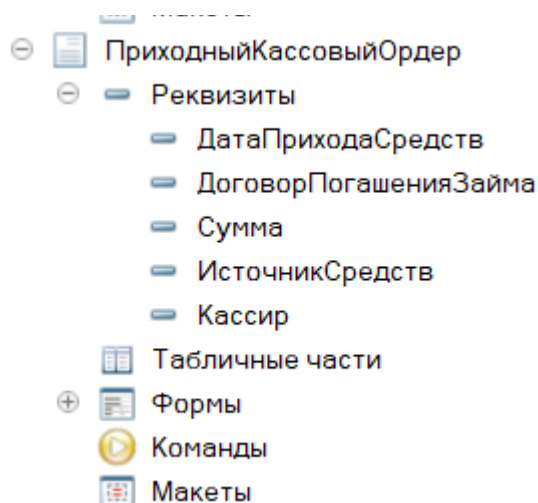 ПриходныйКассовыйОрдер
Реквизиты
ДатаПриходаСредств
ДоговорПогашенияЗайма
Сумма
ИсточникСредств
Кассир
Табличные части
Формы
Команды
Макеты